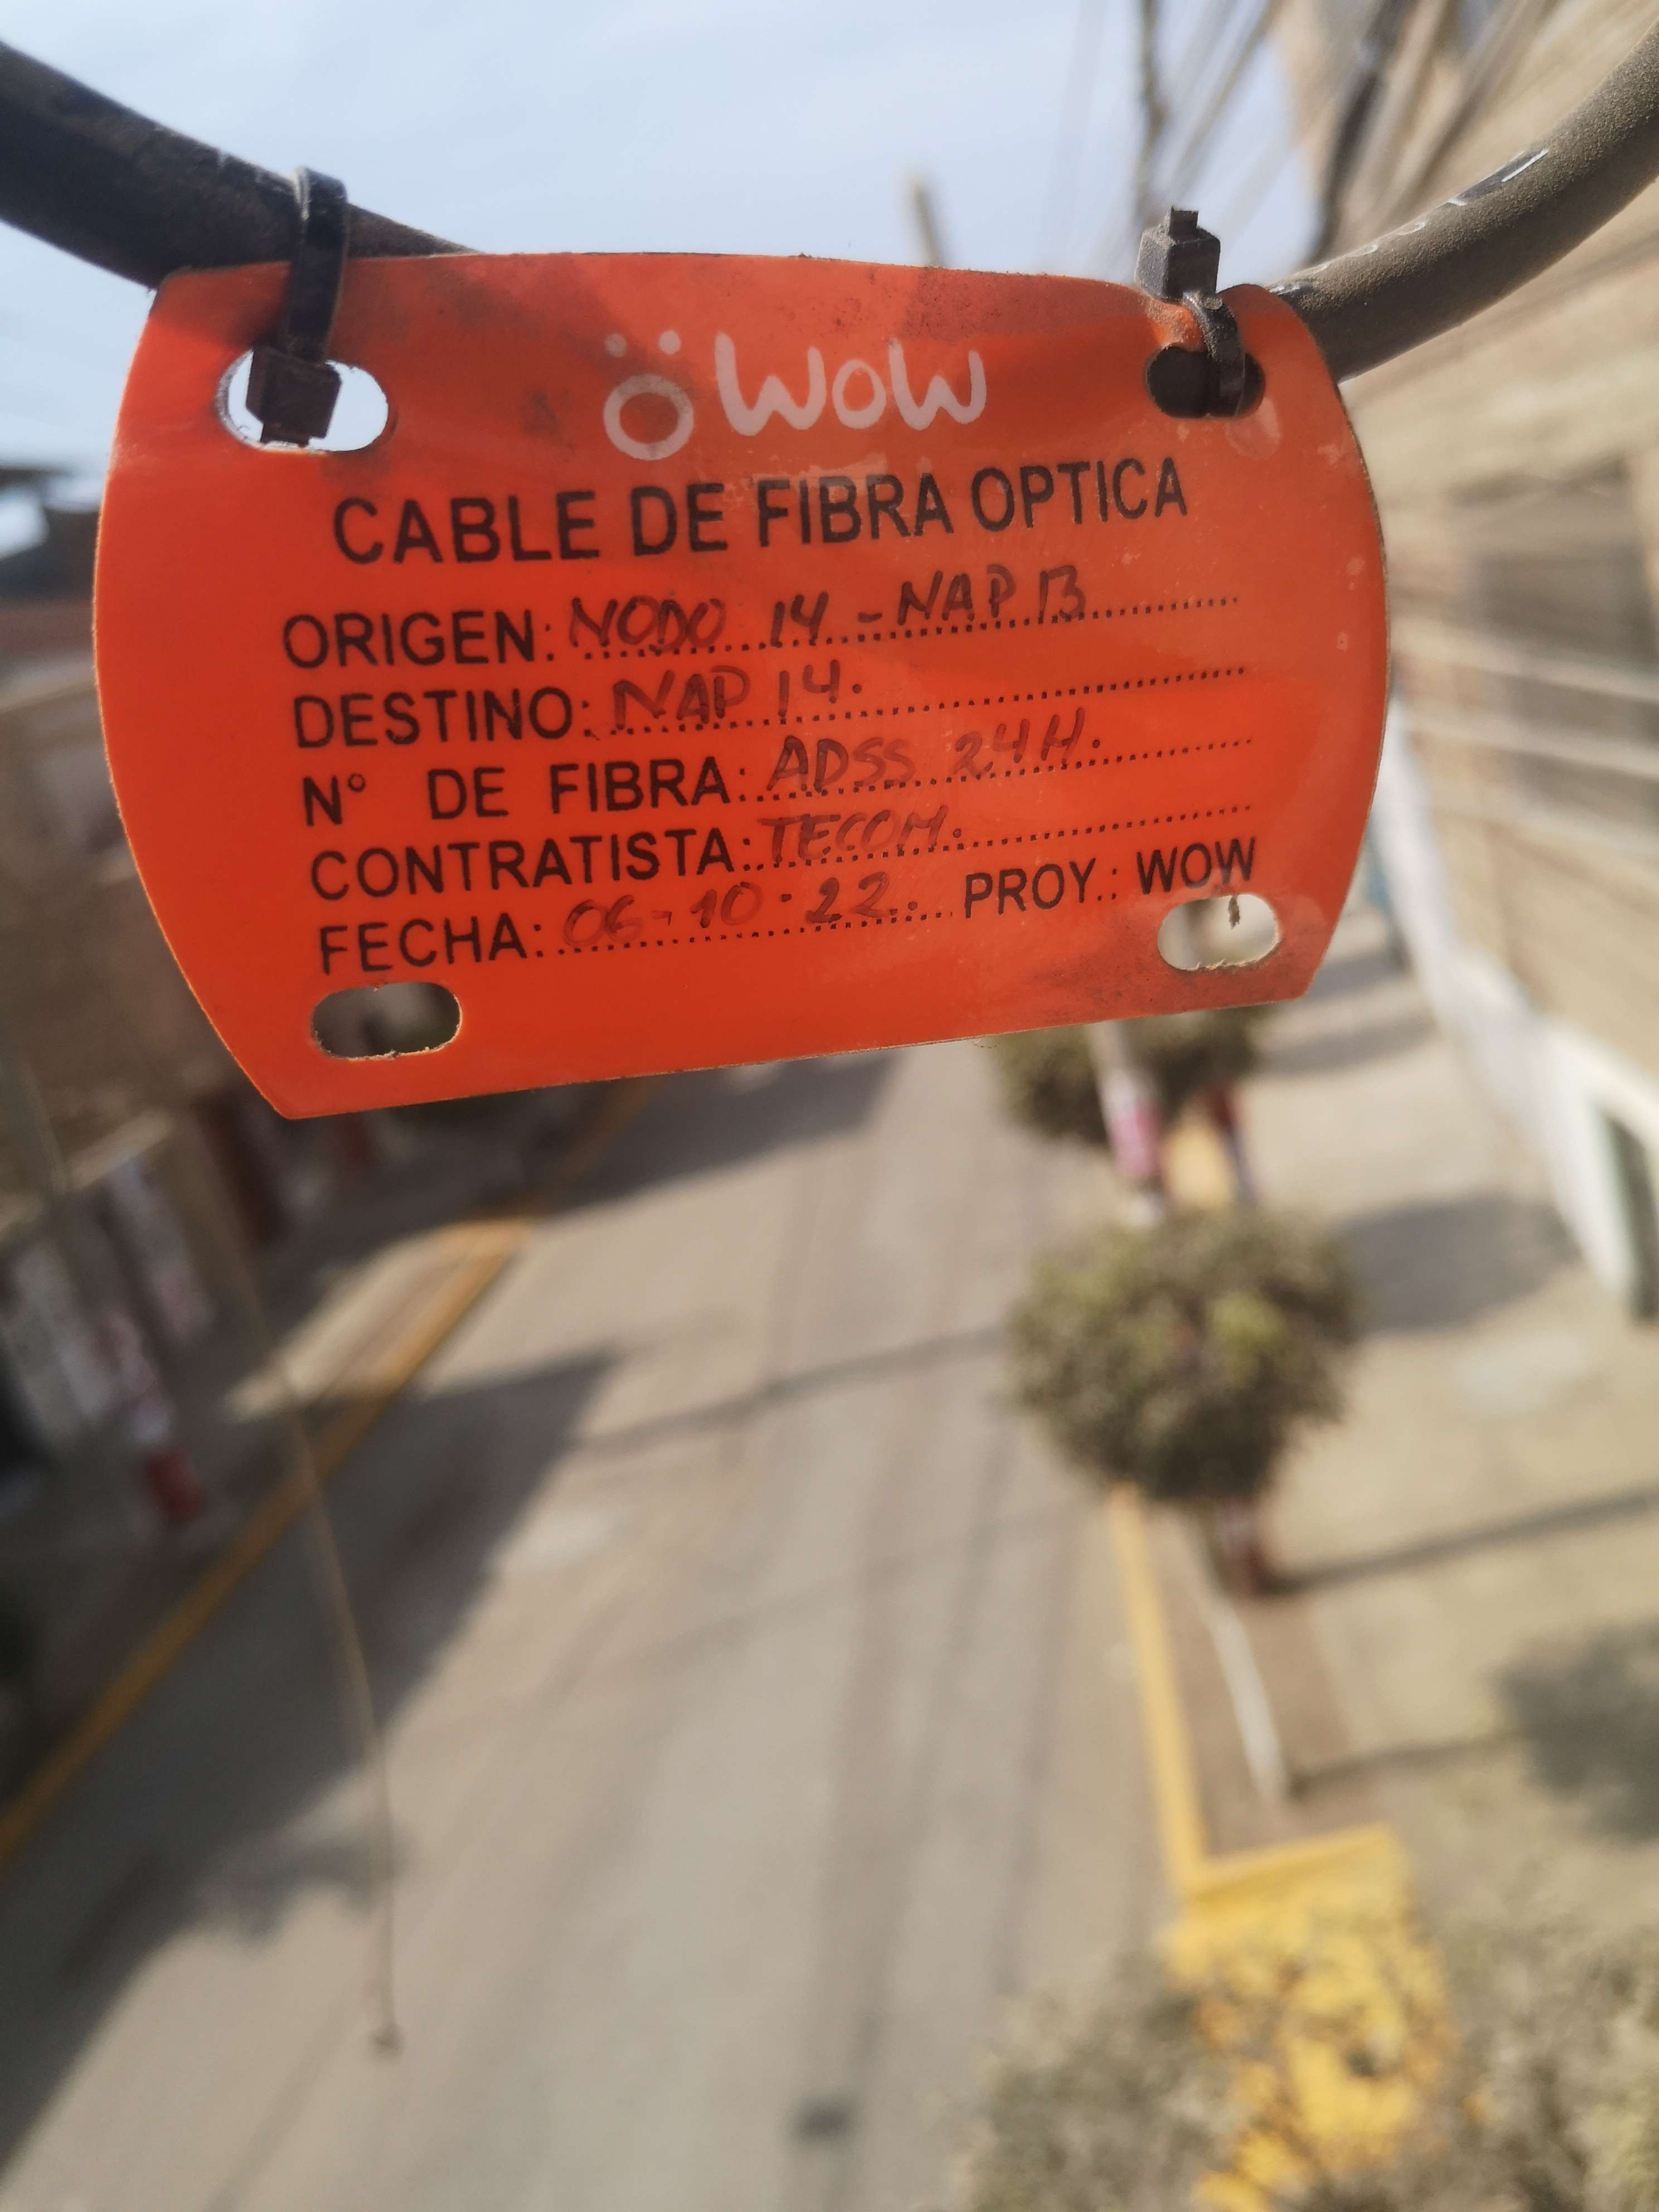 WOW
CABLE DE FIBRA OPTICA
ORIGEN: NODO 14 - NAP 13
DESTINO: NAP 14.
N° DE FIBRA: ADSS 24H.
CONTRATISTA: TECOM.
FECHA: 06-10-22. PROY.: WOW